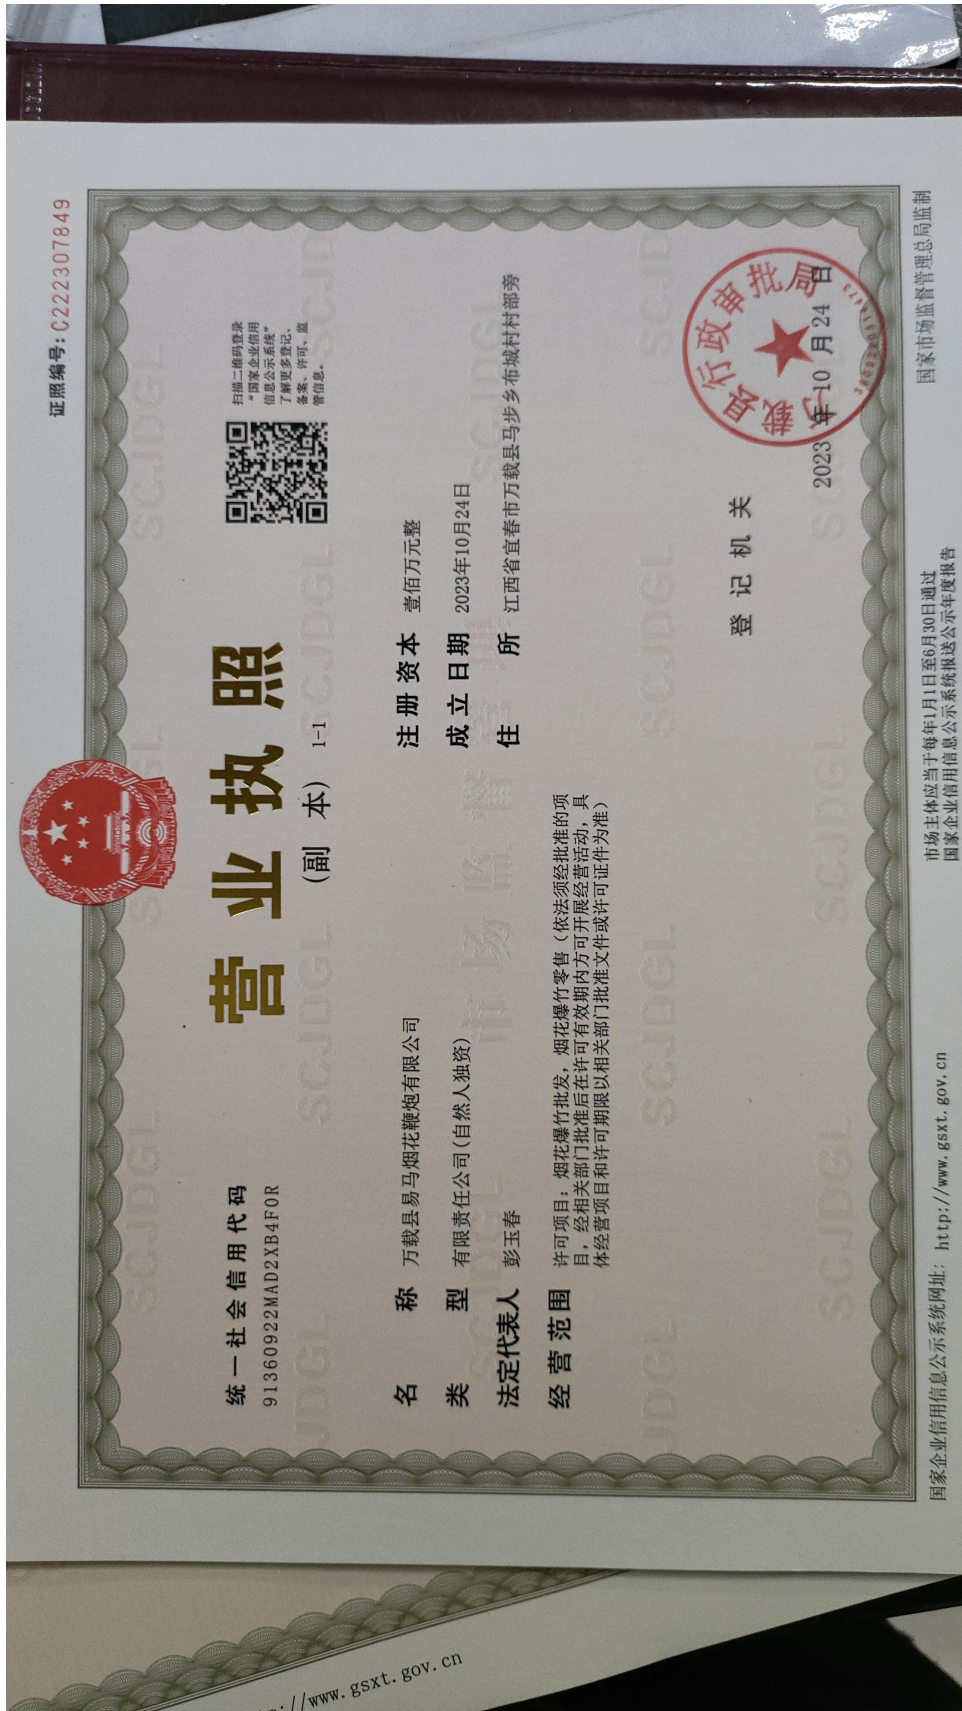 证照编号：C222307849
统一社会信用代码
91360922MAD2XB4F0R
营业执照
（副 本） 1-1
扫描二维码登录
“国家企业信用
信息公示系统”
了解更多登记、
备案、许可、监
管信息。
名 称 万载县易马烟花鞭炮有限公司
类 型 有限责任公司（自然人独资）
法定代表人 彭玉春
经营范围 许可项目：烟花爆竹批发，烟花爆竹零售（依法须经批准的项
目，经相关部门批准后在许可有效期内方可开展经营活动，具
体经营项目和许可期限以相关部门批准文件或许可证件为准）
注册资本 壹佰万元整
成立日期 2023年10月24日
住 所 江西省宜春市万载县马步乡布城村村部旁
登记机关
万载县行政审批局
2023 年 10 月 24 日
国家企业信用信息公示系统网址：http://www.gsxt.gov.cn
市场主体应当于每年1月1日至6月30日通过
国家企业信用信息公示系统报送公示年度报告
国家市场监督管理总局监制
SCJDGL
市场监督管理
://www.gsxt.gov.cn